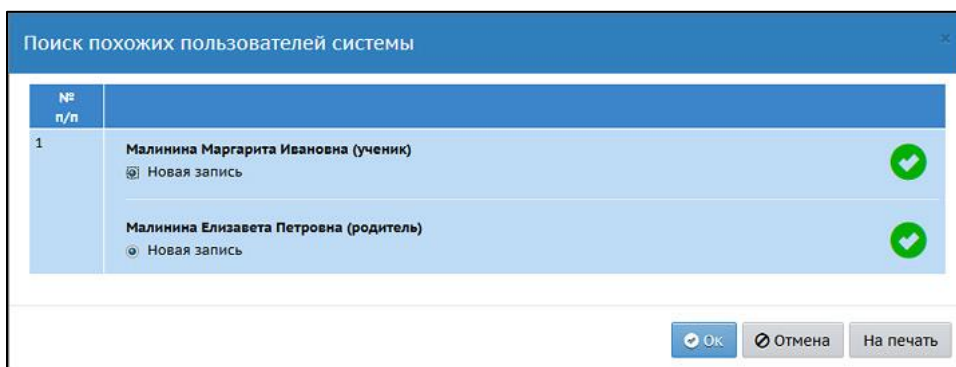 Поиск похожих пользователей системы
№
п/п
1
Малинина Маргарита Ивановна (ученик)
Новая запись
Малинина Елизавета Петровна (родитель)
Новая запись
Ок Отмена На печать